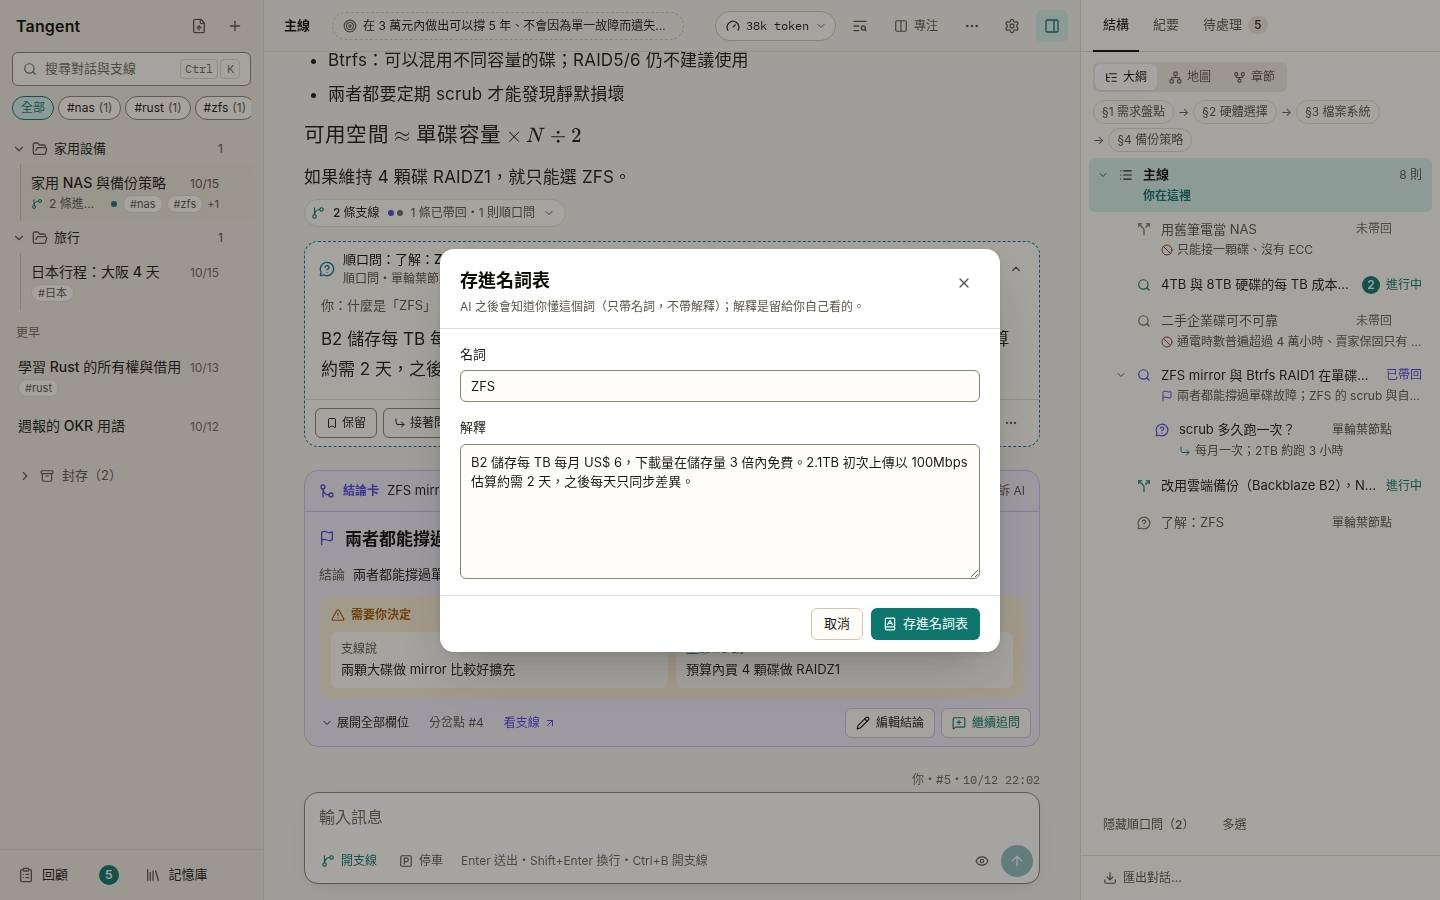 Tangent
搜尋對話與支線
Ctrl K
全部 #nas (1) #rust (1) #zfs (1)
家用設備 1
家用 NAS 與備份策略 10/15
2 條進... #nas #zfs +1
旅行 1
日本行程：大阪 4 天 10/15
#日本
更早
學習 Rust 的所有權與借用 10/13
#rust
週報的 OKR 用語 10/12
封存（2）
回顧 5 記憶庫
主線 在 3 萬元內做出可以撐 5 年、不會因為單一故障而遺失... 38k token 專注
Btrfs：可以混用不同容量的碟；RAID5/6 仍不建議使用
兩者都要定期 scrub 才能發現靜默損壞
可用空間 ≈ 單碟容量 × N ÷ 2
如果維持 4 顆碟 RAIDZ1，就只能選 ZFS。
2 條支線 1 條已帶回・1 則順口問
順口問：了解：Z
順口問・單輪葉節
你：什麼是「ZFS」
B2 儲存每 TB 每
算
約需 2 天，之後
保留 接著
結論卡 ZFS mirr
訴 AI
兩者都能撐過
結論 兩者都能撐過單
需要你決定
支線說
兩顆大碟做 mirror 比較好擴充
預算內買 4 顆碟做 RAIDZ1
展開全部欄位 分岔點 #4 看支線 編輯結論 繼續追問
你・#5・10/12 22:02
輸入訊息
開支線 停車 Enter 送出・Shift+Enter 換行・Ctrl+B 開支線
存進名詞表
AI 之後會知道你懂這個詞（只帶名詞，不帶解釋）；解釋是留給你自己看的。
名詞
ZFS
解釋
B2 儲存每 TB 每月 US$ 6，下載量在儲存量 3 倍內免費。2.1TB 初次上傳以 100Mbps
估算約需 2 天，之後每天只同步差異。
取消 存進名詞表
結構 紀要 待處理 5
大綱 地圖 章節
§1 需求盤點 → §2 硬體選擇 → §3 檔案系統
→ §4 備份策略
主線 8 則
你在這裡
用舊筆電當 NAS 未帶回
只能接一顆碟、沒有 ECC
4TB 與 8TB 硬碟的每 TB 成本... 2 進行中
二手企業碟可不可靠 未帶回
通電時數普遍超過 4 萬小時、賣家保固只有 ...
ZFS mirror 與 Btrfs RAID1 在單碟... 已帶回
兩者都能撐過單碟故障；ZFS 的 scrub 與自...
scrub 多久跑一次？ 單輪葉節點
每月一次；2TB 約跑 3 小時
改用雲端備份（Backblaze B2），N... 進行中
了解：ZFS 單輪葉節點
隱藏順口問（2） 多選
匯出對話...